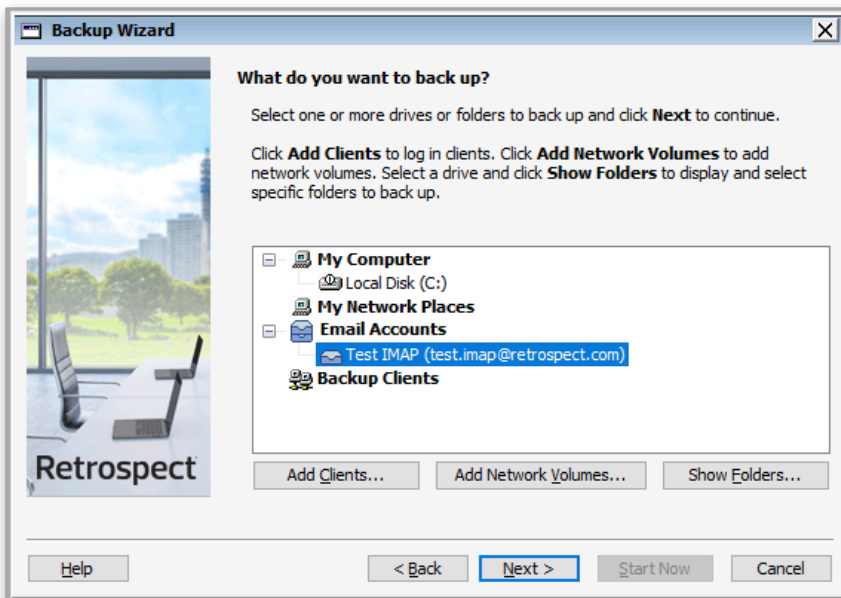 Backup Wizard
What do you want to back up?
Select one or more drives or folders to back up and click Next to continue.
Click Add Clients to log in clients. Click Add Network Volumes to add
network volumes. Select a drive and click Show Folders to display and select
specific folders to back up.
My Computer
Local Disk (C:)
My Network Places
Email Accounts
Test IMAP (test.imap@retrospect.com)
Backup Clients
Retrospect
Add Clients...
Add Network Volumes...
Show Folders...
Help
< Back
Next >
Start Now
Cancel